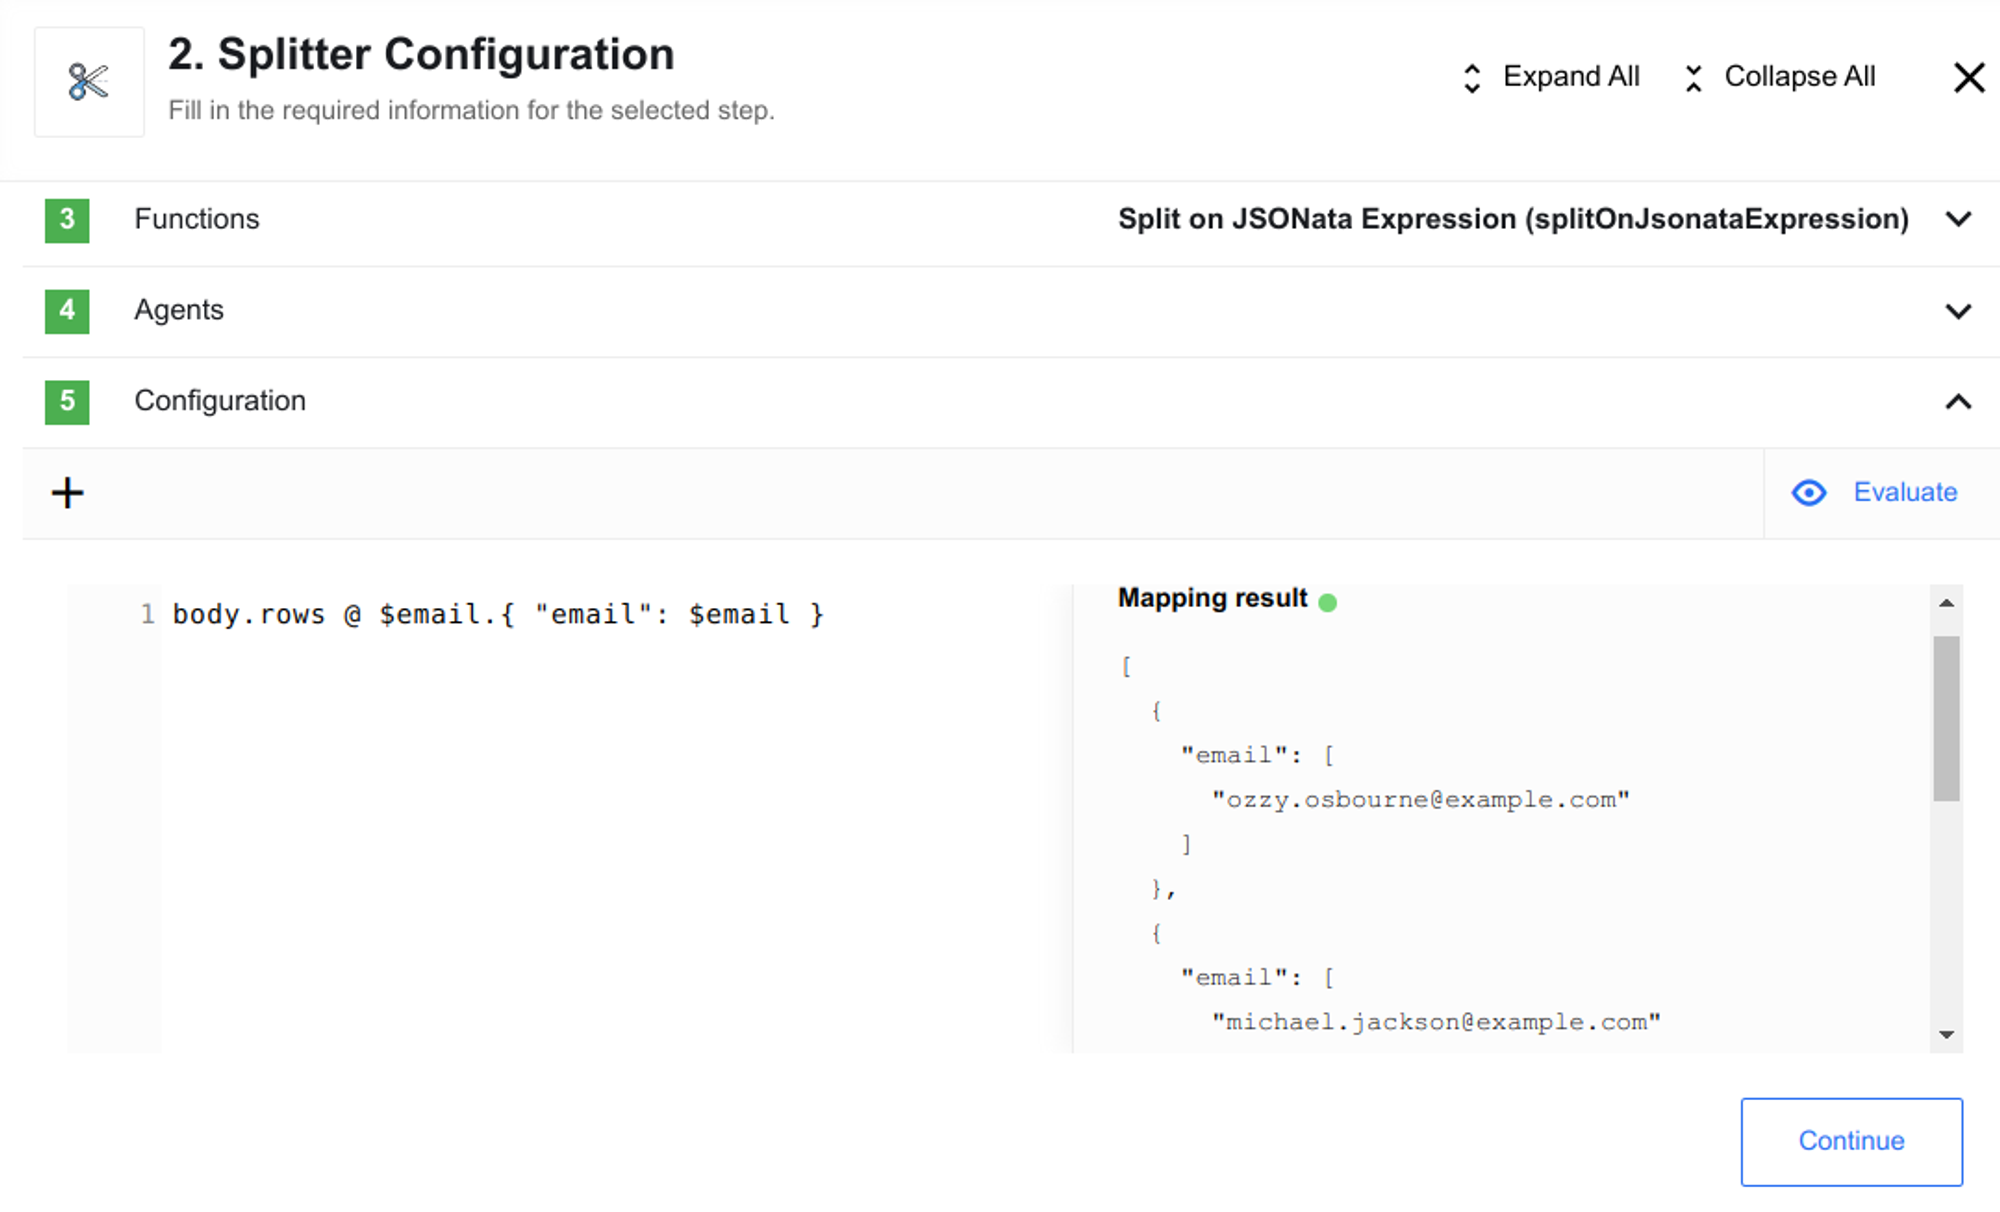 2. Splitter Configuration
Fill in the required information for the selected step.
Expand All
Collapse All
3 Functions Split on JSONata Expression (splitOnJsonataExpression)
4 Agents
5 Configuration
Evaluate
1 body.rows @ $email.{ "email": $email }
Mapping result
[
{
"email": [
"ozzy.osbourne@example.com"
]
},
{
"email": [
"michael.jackson@example.com"
Continue